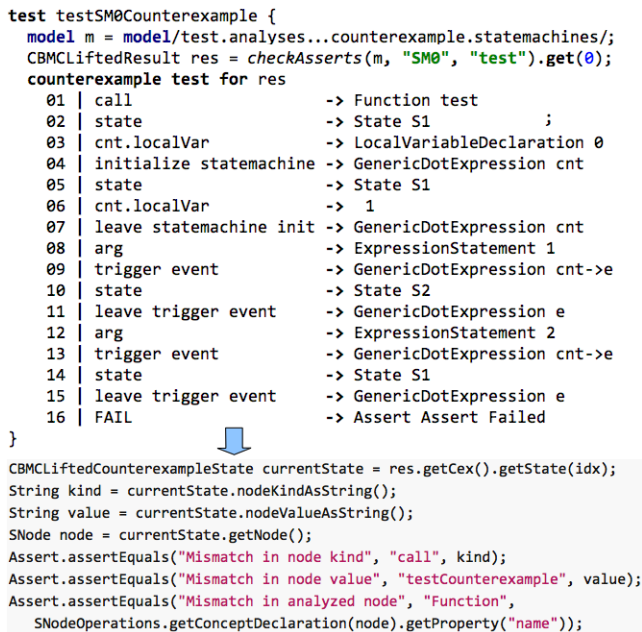 test testSM0Counterexample {
model m = model/test.analyses...counterexample.statemachines/;
CBMCLiftedResult res = checkAsserts(m, "SM0", "test").get(0);
counterexample test for res
01 | call -> Function test
02 | state -> State S1 ;
03 | cnt.localVar -> LocalVariableDeclaration 0
04 | initialize statemachine -> GenericDotExpression cnt
05 | state -> State S1
06 | cnt.localVar -> 1
07 | leave statemachine init -> GenericDotExpression cnt
08 | arg -> ExpressionStatement 1
09 | trigger event -> GenericDotExpression cnt->e
10 | state -> State S2
11 | leave trigger event -> GenericDotExpression e
12 | arg -> ExpressionStatement 2
13 | trigger event -> GenericDotExpression cnt->e
14 | state -> State S1
15 | leave trigger event -> GenericDotExpression e
16 | FAIL -> Assert Assert Failed
}
CBMCLiftedCounterexampleState currentState = res.getCex().getState(idx);
String kind = currentState.nodeKindAsString();
String value = currentState.nodeValueAsString();
SNode node = currentState.getNode();
Assert.assertEquals("Mismatch in node kind", "call", kind);
Assert.assertEquals("Mismatch in node value", "testCounterexample", value);
Assert.assertEquals("Mismatch in analyzed node", "Function",
SNodeOperations.getConceptDeclaration(node).getProperty("name"));